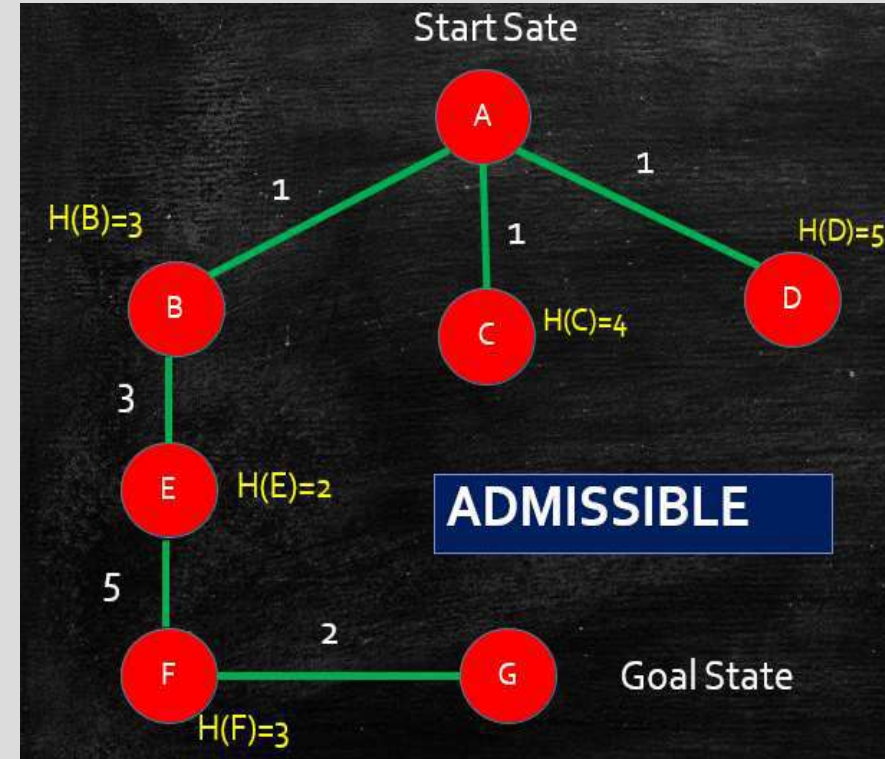 Start Sate
A
1
1
H(B)=3
1
H(D)=5
B
C
H(C)=4
D
3
E
H(E)=2
ADMISSIBLE
5
2
F
G
Goal State
H(F)=3